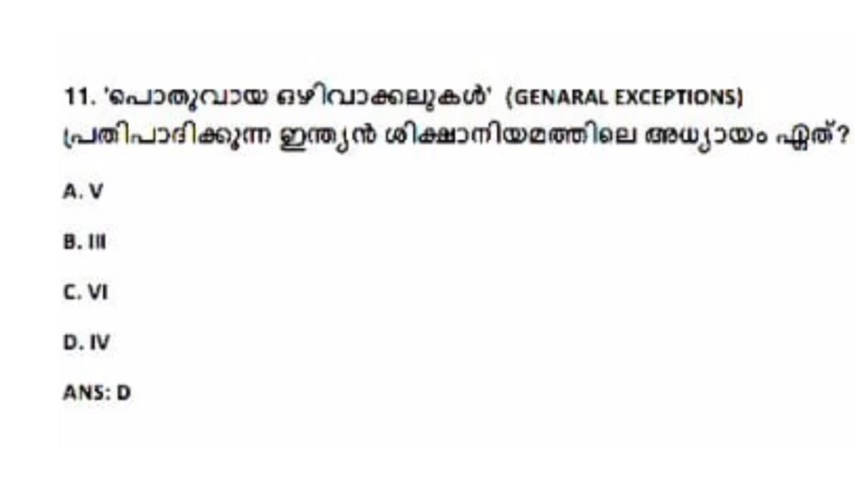 11. 'പൊതുവായ ഒഴിവാക്കലുകൾ' (GENARAL EXCEPTIONS)
പ്രതിപാദിക്കുന്ന ഇന്ത്യൻ ശിക്ഷാനിയമത്തിലെ അധ്യായം ഏത്?
A. V
B. III
C. VI
D. IV
ANS: D